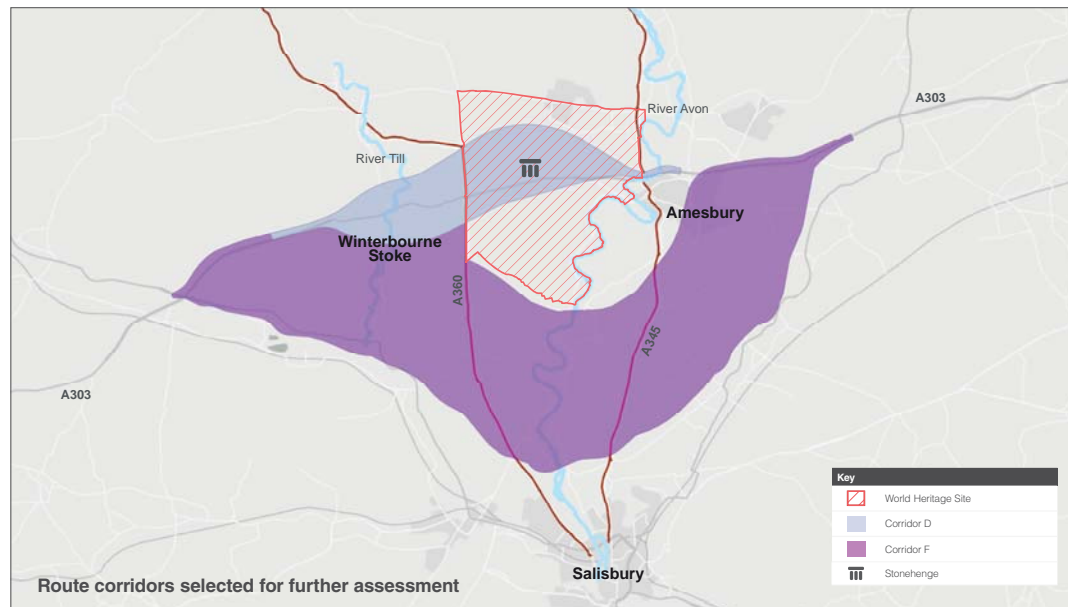 River Avon
A303
River Till
Amesbury
Winterbourne
Stoke
A360
A345
A303
Key
World Heritage Site
Corridor D
Corridor F
Stonehenge
Salisbury
Route corridors selected for further assessment